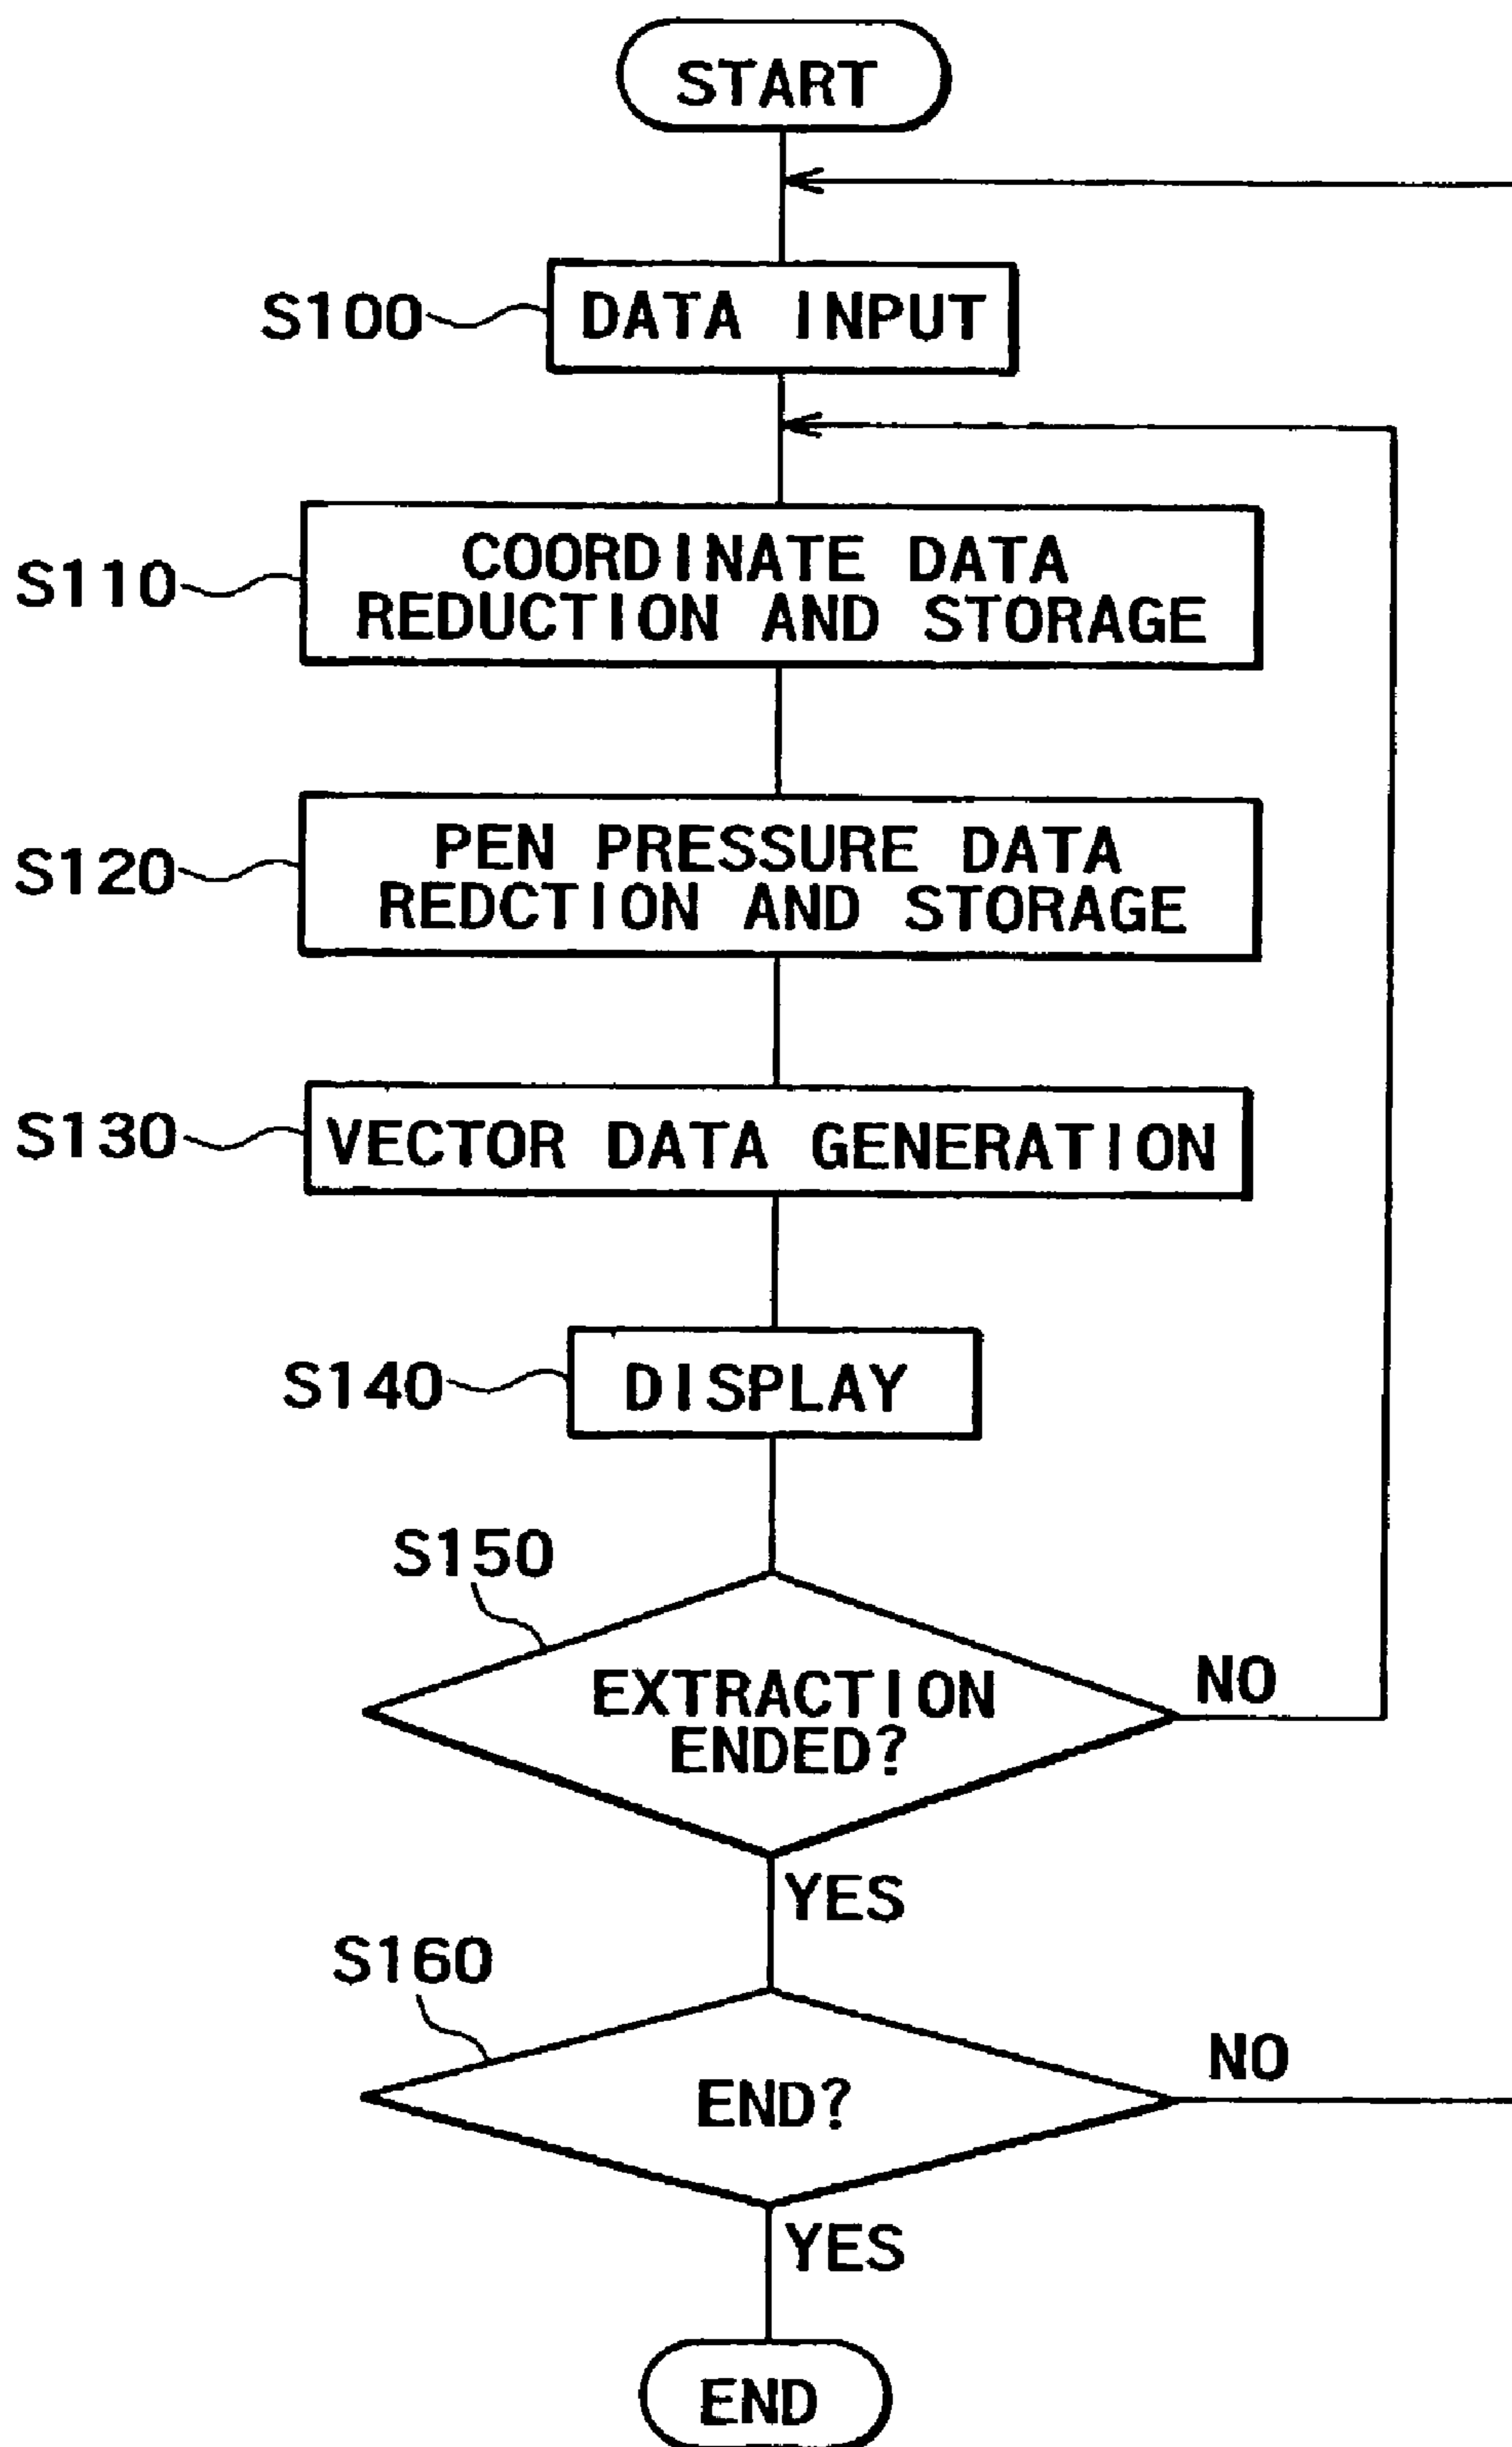 START
S100
DATA INPUT
S110
COORDINATE DATA
REDUCTION AND STORAGE
S120
PEN PRESSURE DATA
REDCTION AND STORAGE
S130
VECTOR DATA GENERATION
S140
DISPLAY
S150
EXTRACTION
ENDED?
NO
YES
S160
END?
NO
YES
END